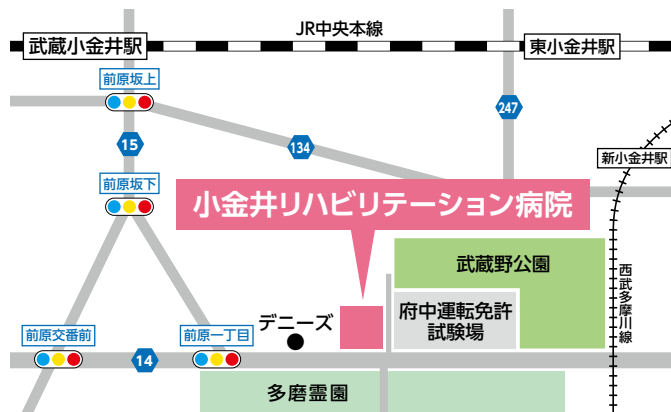 JR中央本線
武蔵小金井駅
東小金井駅
前原坂上
247
15
134
新小金井駅
前原坂下
小金井リハビリテーション病院
武蔵野公園
西武多摩川線
府中運転免許
試験場
デニーズ
前原交番前
前原一丁目
14
多磨霊園